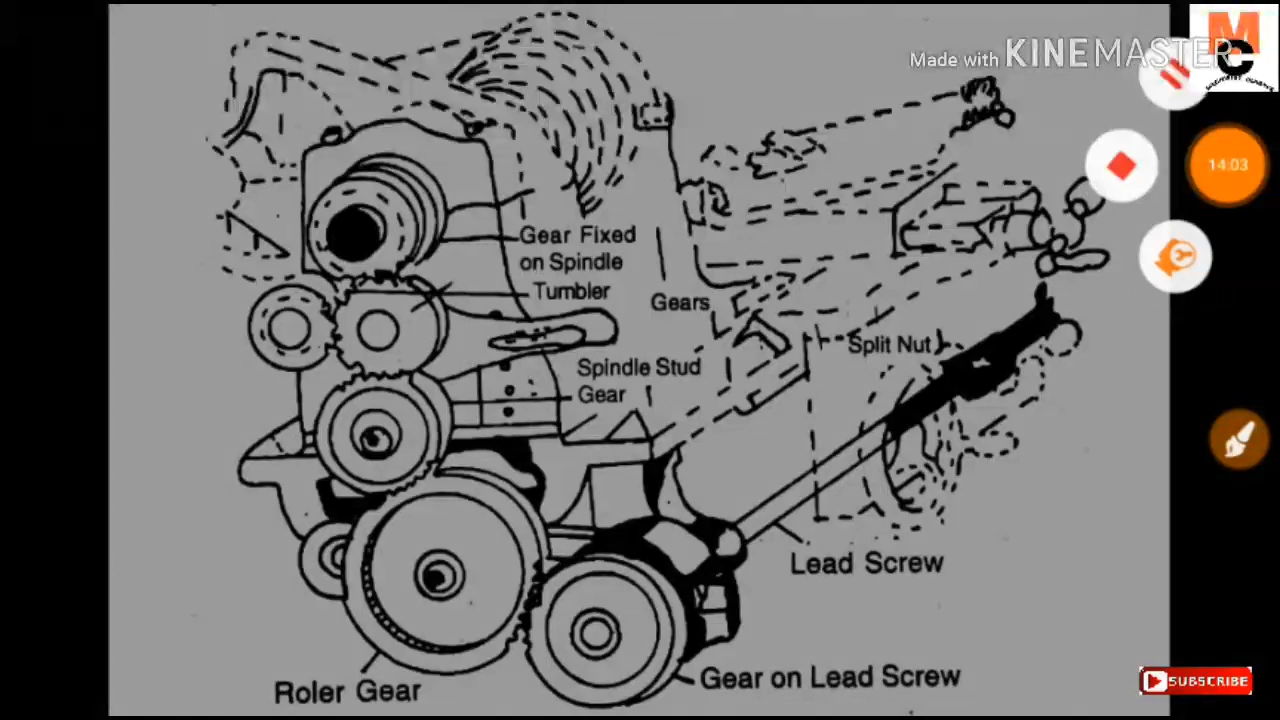 Made with KINEMASTER
MC
14:03
Gear Fixed
on Spindle
Tumbler
Gears
Split Nut
Spindle Stud
Gear
Lead Screw
Roler Gear
Gear on Lead Screw
SUBSCRIBE